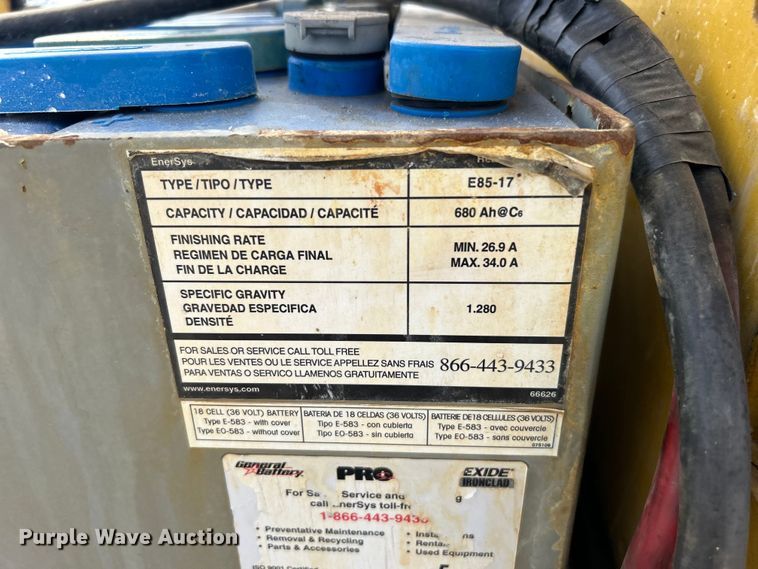 EnerSys
TYPE / TIPO / TYPE E85-17
CAPACITY / CAPACIDAD / CAPACITÉ 680 Ah@C6
FINISHING RATE
REGIMEN DE CARGA FINAL
FIN DE LA CHARGE
MIN. 26.9 A
MAX. 34.0 A
SPECIFIC GRAVITY
GRAVEDAD ESPECIFICA
DENSITÉ
1.280
FOR SALES OR SERVICE CALL TOLL FREE
POUR LES VENTES OU LE SERVICE APPELLEZ SANS FRAIS
PARA VENTAS O SERVICO LLAMENOS GRATUITAMENTE
866-443-9433
www.enersys.com 66626
18 CELL (36 VOLT) BATTERY
Type E-583 - with cover
Type EO-583 - without cover
BATERIA DE 18 CELDAS (36 VOLTS)
Tipo E-583 - con cubierta
Tipo EO-583 - sin cubierta
BATTERIE DE 18 CELLULES (36 VOLTS)
Type E-583 - avec couvercle
Type EO-583 - sans couvercle
General Battery
PRO
EXIDE
IRONCLAD
For Service and
call
toll-
1-866-443-
• Preventative Maintenance
• Removal & Recycling
• Parts & Accessories
• Used Equipment
ISO 9001
Purple Wave Auction